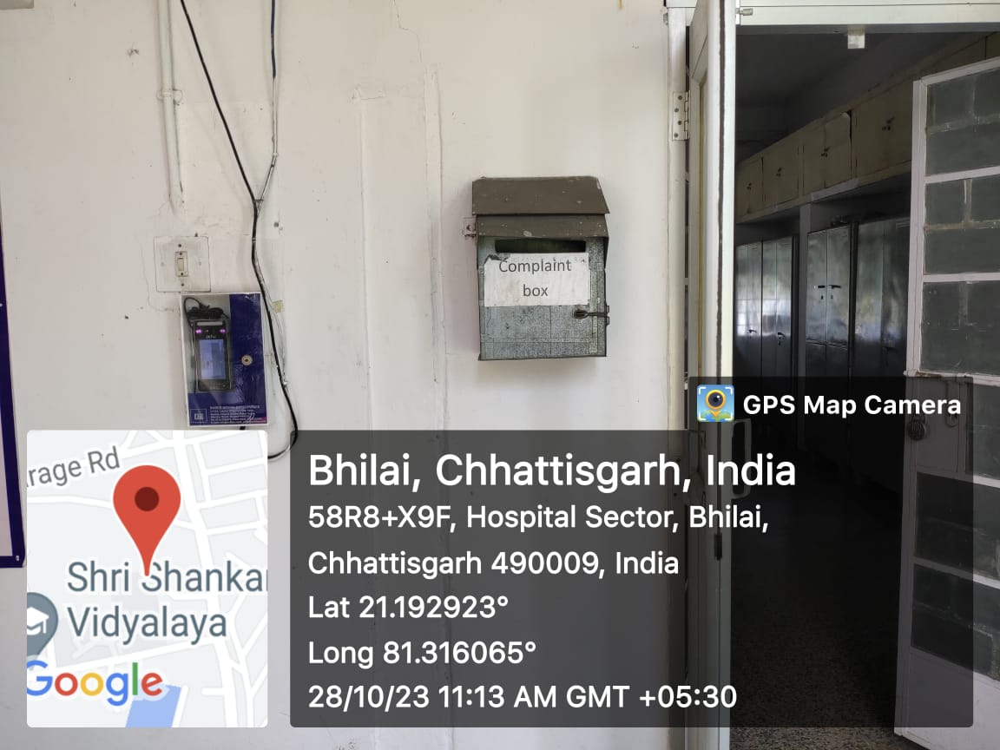 Complaint
box
GPS Map Camera
Bhilai, Chhattisgarh, India
58R8+X9F, Hospital Sector, Bhilai,
Chhattisgarh 490009, India
Lat 21.192923°
Long 81.316065°
28/10/23 11:13 AM GMT +05:30
rage Rd
Shri Shankar
Vidyalaya
Google